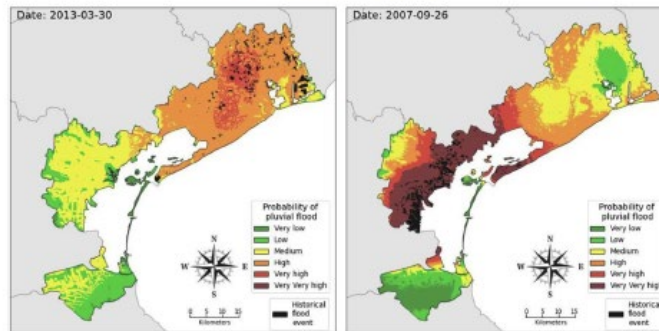 Date: 2013-03-30
Probability of
pluvial flood
Very low
Low
Medium
High
Very high
Very Very high
Historical
flood
event
N
W E
S
0 5 10 15
Kilometers
Date: 2007-09-26
Probability of
pluvial flood
Very low
Low
Medium
High
Very high
Very Very high
Historical
flood
event
N
W E
S
0 5 10 15
Kilometers